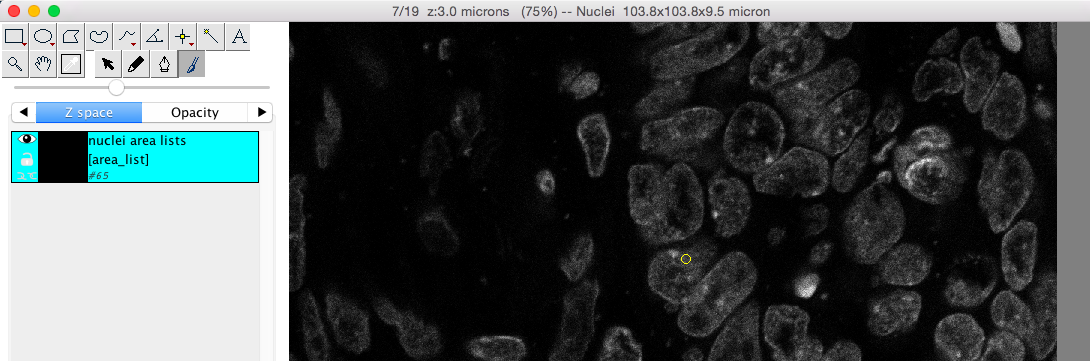 7/19 z:3.0 microns (75%) -- Nuclei 103.8x103.8x9.5 micron
A
Z space
Opacity
nuclei area lists
[area_list]
#65